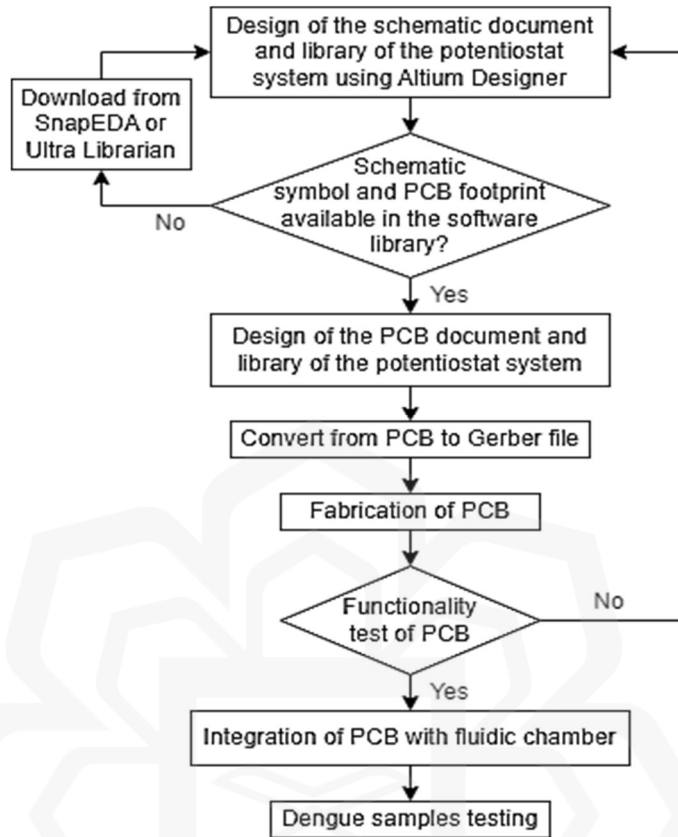 Design of the schematic document
and library of the potentiostat
system using Altium Designer
Download from
SnapEDA or
Ultra Librarian
Schematic
symbol and PCB footprint
available in the software
library?
No
Yes
Design of the PCB document and
library of the potentiostat system
Convert from PCB to Gerber file
Fabrication of PCB
Functionality
test of PCB
No
Yes
Integration of PCB with fluidic chamber
Dengue samples testing